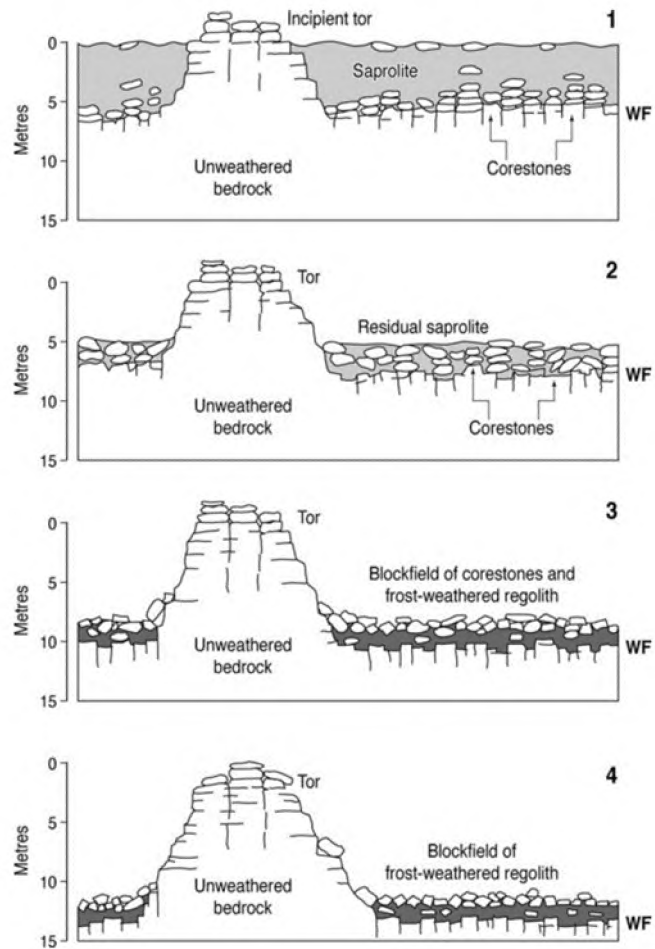 Incipient tor
1
0
5
10
15
Metres
Saprolite
WF
Corestones
Unweathered
bedrock
2
0
5
10
15
Metres
Tor
Residual saprolite
WF
Corestones
Unweathered
bedrock
3
0
5
10
15
Metres
Tor
Blockfield of corestones and
frost-weathered regolith
WF
Unweathered
bedrock
4
0
5
10
15
Metres
Tor
Blockfield of
frost-weathered regolith
WF
Unweathered
bedrock